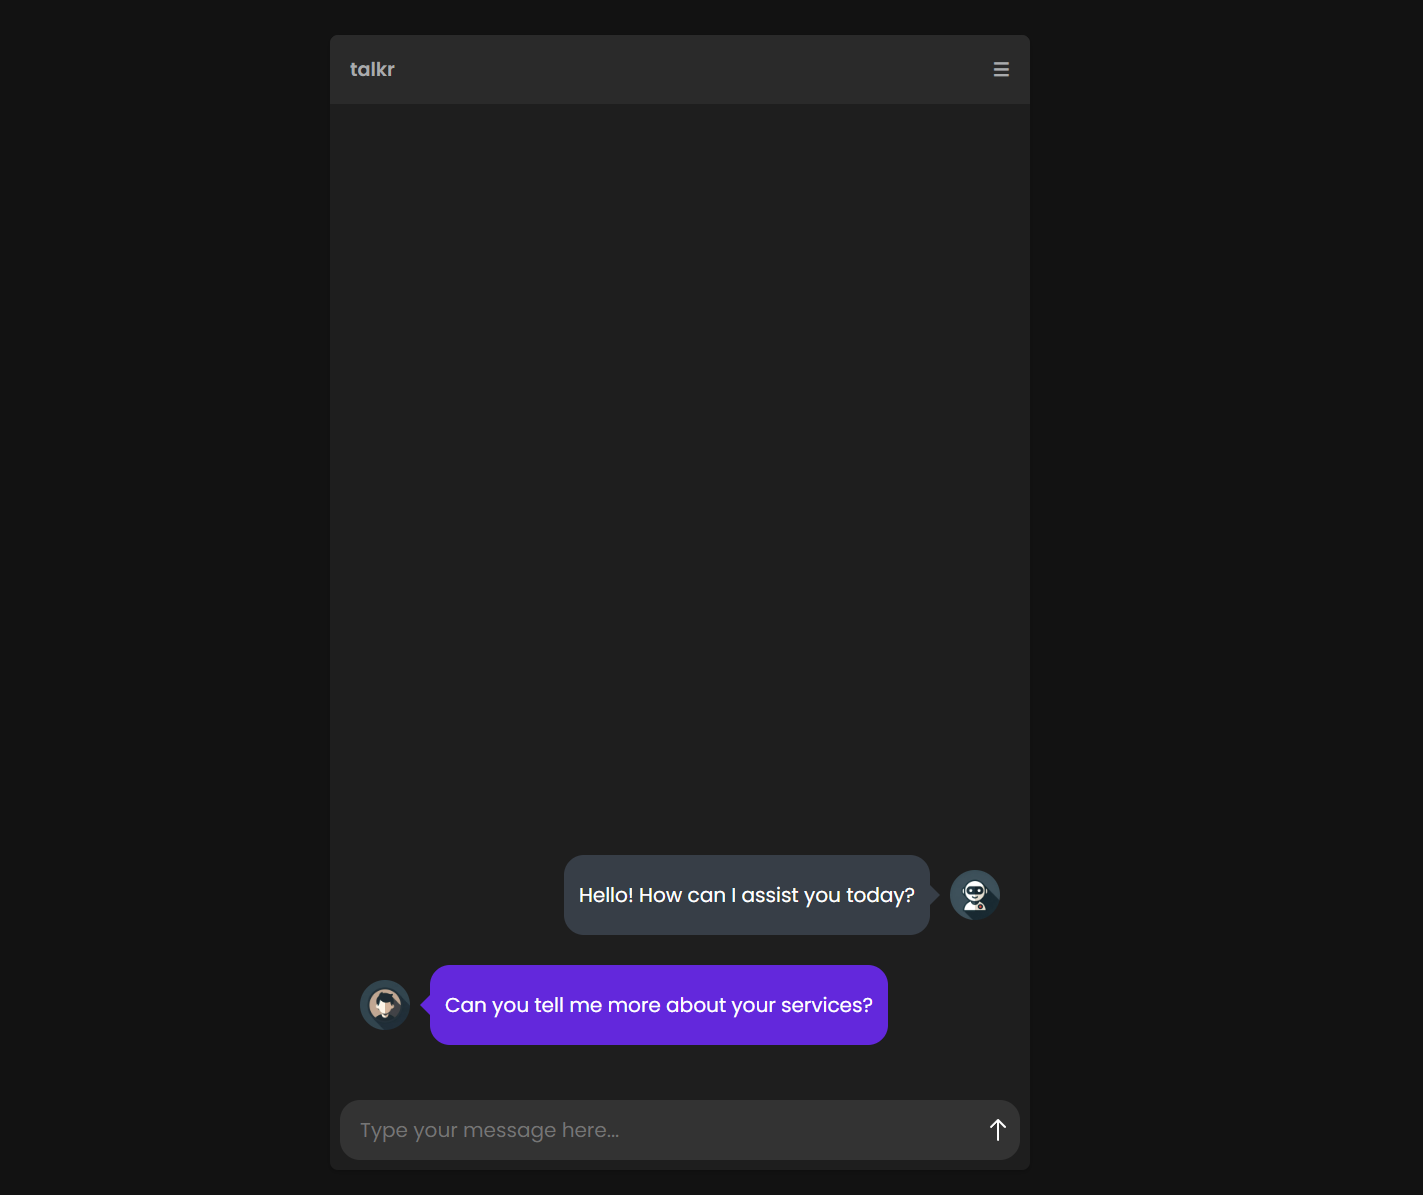 talkr
Hello! How can I assist you today?
Can you tell me more about your services?
Type your message here...